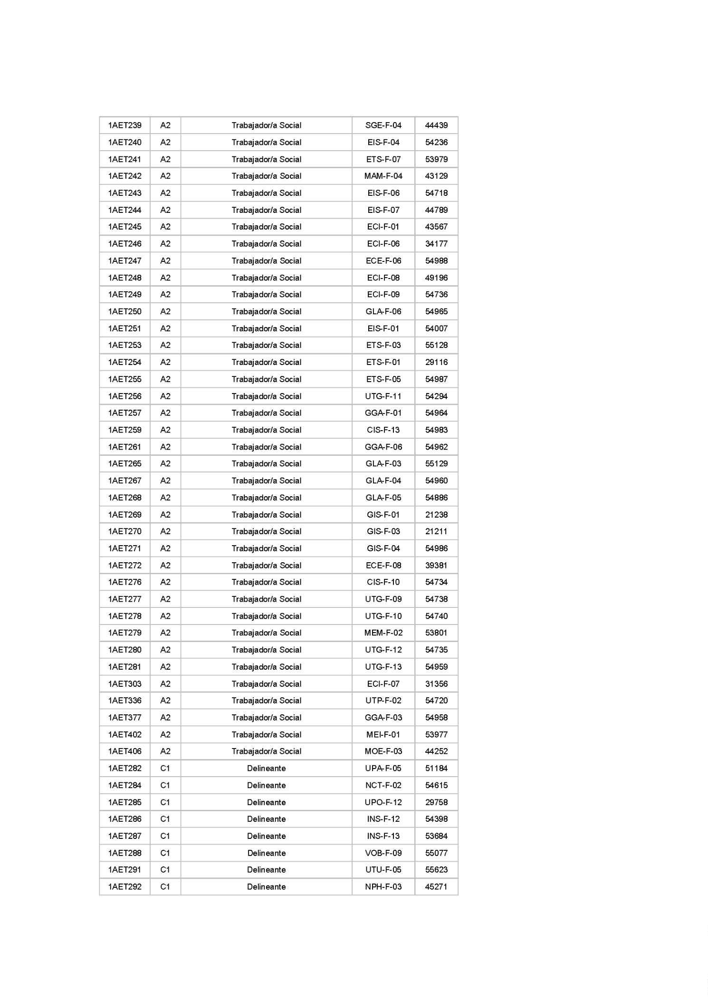 1AET239 A2 Trabajador/a Social SGE-F-04 44439
1AET240 A2 Trabajador/a Social EIS-F-04 54236
1AET241 A2 Trabajador/a Social ETS-F-07 53979
1AET242 A2 Trabajador/a Social MAM-F-04 43129
1AET243 A2 Trabajador/a Social EIS-F-06 54718
1AET244 A2 Trabajador/a Social EIS-F-07 44789
1AET245 A2 Trabajador/a Social ECI-F-01 43567
1AET246 A2 Trabajador/a Social ECI-F-06 34177
1AET247 A2 Trabajador/a Social ECE-F-06 54988
1AET248 A2 Trabajador/a Social ECI-F-08 49196
1AET249 A2 Trabajador/a Social ECI-F-09 54736
1AET250 A2 Trabajador/a Social GLA-F-06 54965
1AET251 A2 Trabajador/a Social EIS-F-01 54007
1AET253 A2 Trabajador/a Social ETS-F-03 55128
1AET254 A2 Trabajador/a Social ETS-F-01 29116
1AET255 A2 Trabajador/a Social ETS-F-05 54987
1AET256 A2 Trabajador/a Social UTG-F-11 54294
1AET257 A2 Trabajador/a Social GGA-F-01 54964
1AET259 A2 Trabajador/a Social CIS-F-13 54983
1AET261 A2 Trabajador/a Social GGA-F-06 54962
1AET265 A2 Trabajador/a Social GLA-F-03 55129
1AET267 A2 Trabajador/a Social GLA-F-04 54960
1AET268 A2 Trabajador/a Social GLA-F-05 54886
1AET269 A2 Trabajador/a Social GIS-F-01 21238
1AET270 A2 Trabajador/a Social GIS-F-03 21211
1AET271 A2 Trabajador/a Social GIS-F-04 54986
1AET272 A2 Trabajador/a Social ECE-F-08 39381
1AET276 A2 Trabajador/a Social CIS-F-10 54734
1AET277 A2 Trabajador/a Social UTG-F-09 54738
1AET278 A2 Trabajador/a Social UTG-F-10 54740
1AET279 A2 Trabajador/a Social MEM-F-02 53801
1AET280 A2 Trabajador/a Social UTG-F-12 54735
1AET281 A2 Trabajador/a Social UTG-F-13 54959
1AET303 A2 Trabajador/a Social ECI-F-07 31356
1AET336 A2 Trabajador/a Social UTP-F-02 54720
1AET377 A2 Trabajador/a Social GGA-F-03 54958
1AET402 A2 Trabajador/a Social MEI-F-01 53977
1AET406 A2 Trabajador/a Social MOE-F-03 44252
1AET282 C1 Delineante UPA-F-05 51184
1AET284 C1 Delineante NCT-F-02 54615
1AET285 C1 Delineante UPO-F-12 29758
1AET286 C1 Delineante INS-F-12 54398
1AET287 C1 Delineante INS-F-13 53684
1AET288 C1 Delineante VOB-F-09 55077
1AET291 C1 Delineante UTU-F-05 55623
1AET292 C1 Delineante NPH-F-03 45271